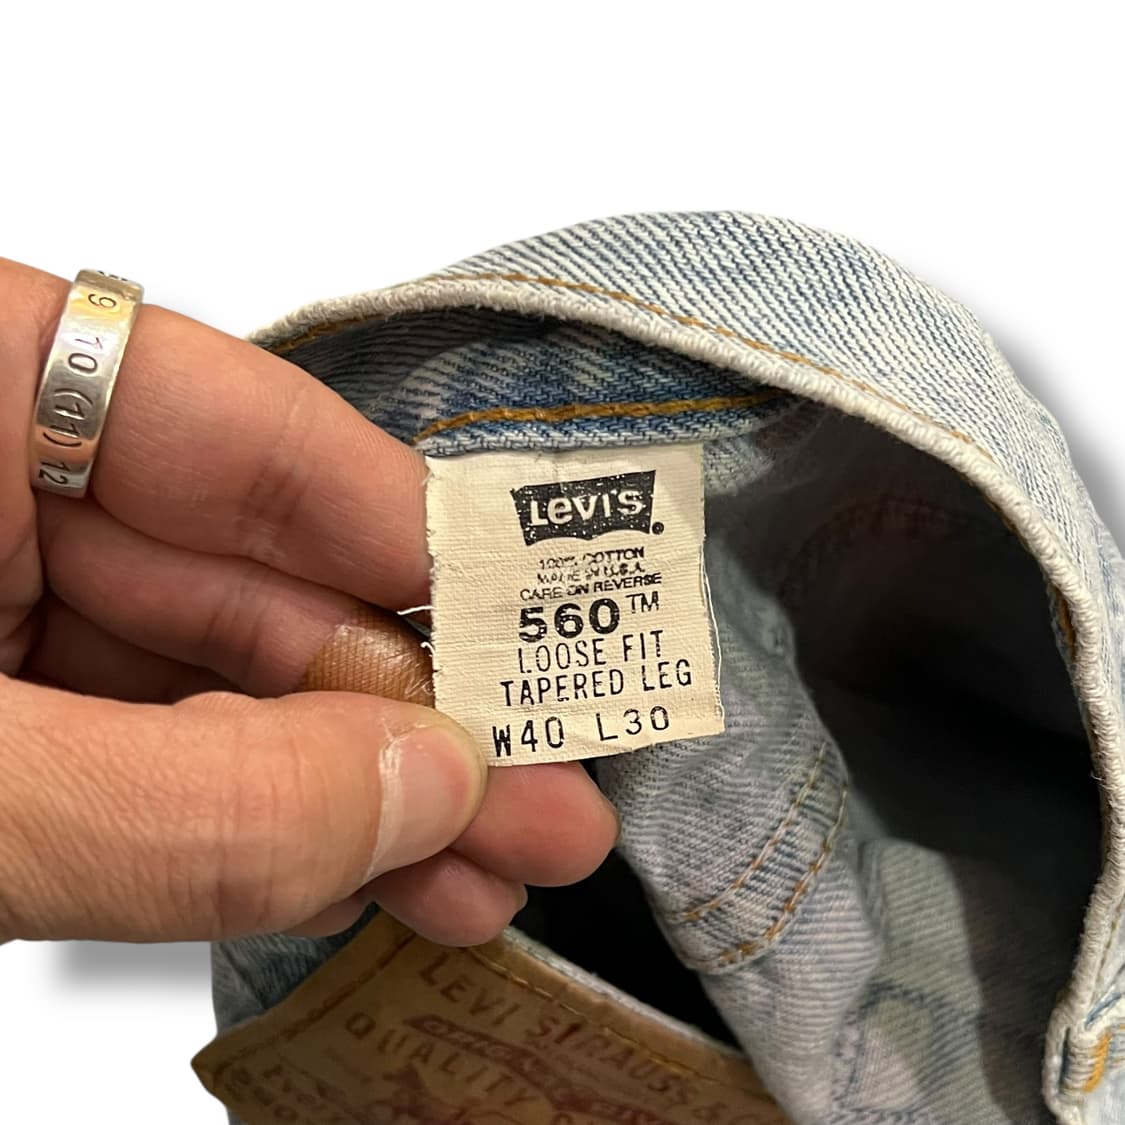 9 10 (11) 12
LEVI'S ®
100% COTTON
MADE IN U.S.A.
CARE ON REVERSE
560™
LOOSE FIT
TAPERED LEG
W40 L30
LEVI STRAUSS &
QUALITY